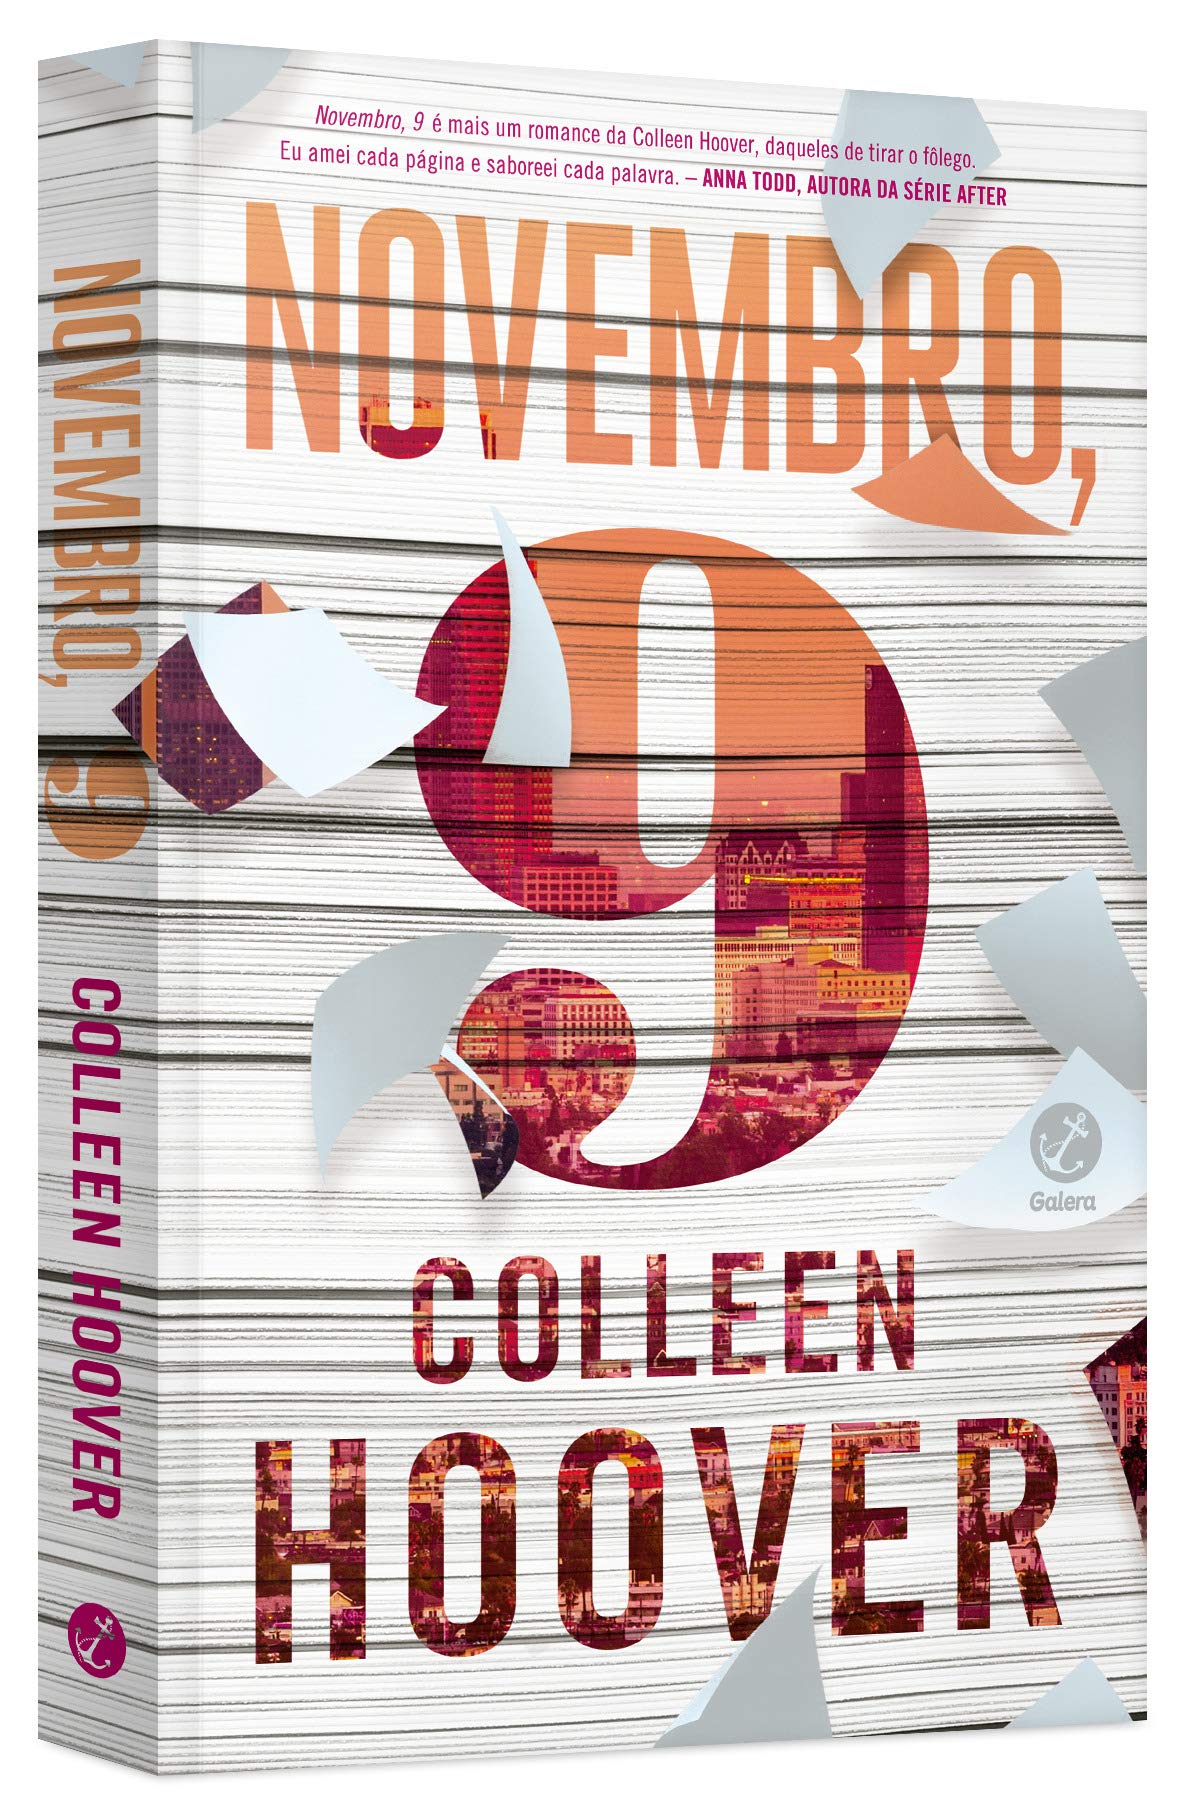 Novembro, 9 é mais um romance da Colleen Hoover, daqueles de tirar o fôlego.
Eu amei cada página e saboreei cada palavra. – ANNA TODD, AUTORA DA SÉRIE AFTER
NOVEMBRO,
9
COLLEEN
HOOVER
Galera
NOVEMBRO, 9
COLLEEN HOOVER